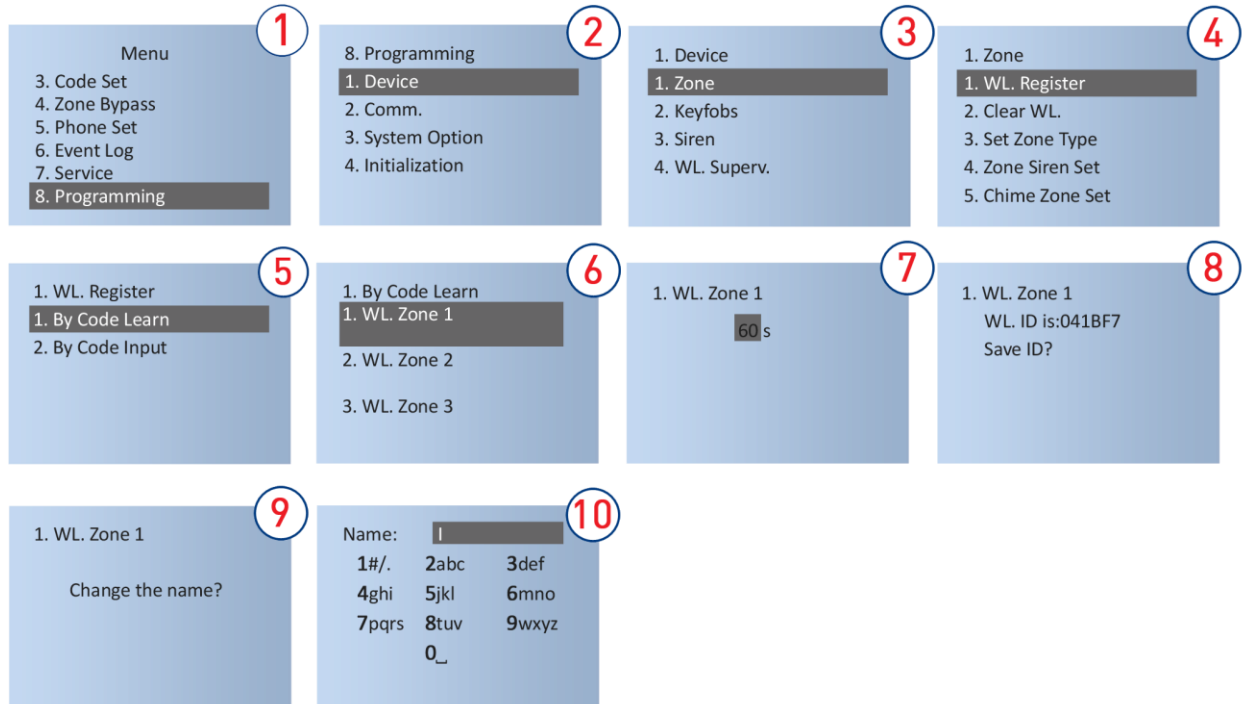 1
Menu
3. Code Set
4. Zone Bypass
5. Phone Set
6. Event Log
7. Service
8. Programming
2
8. Programming
1. Device
2. Comm.
3. System Option
4. Initialization
3
1. Device
1. Zone
2. Keyfobs
3. Siren
4. WL. Superv.
4
1. Zone
1. WL. Register
2. Clear WL.
3. Set Zone Type
4. Zone Siren Set
5. Chime Zone Set
5
1. WL. Register
1. By Code Learn
2. By Code Input
6
1. By Code Learn
1. WL. Zone 1
2. WL. Zone 2
3. WL. Zone 3
7
1. WL. Zone 1
60 s
8
1. WL. Zone 1
WL. ID is:041BF7
Save ID?
9
1. WL. Zone 1
Change the name?
10
Name: I
1#/. 2abc 3def
4ghi 5jkl 6mno
7pqrs 8tuv 9wxyz
0⎵